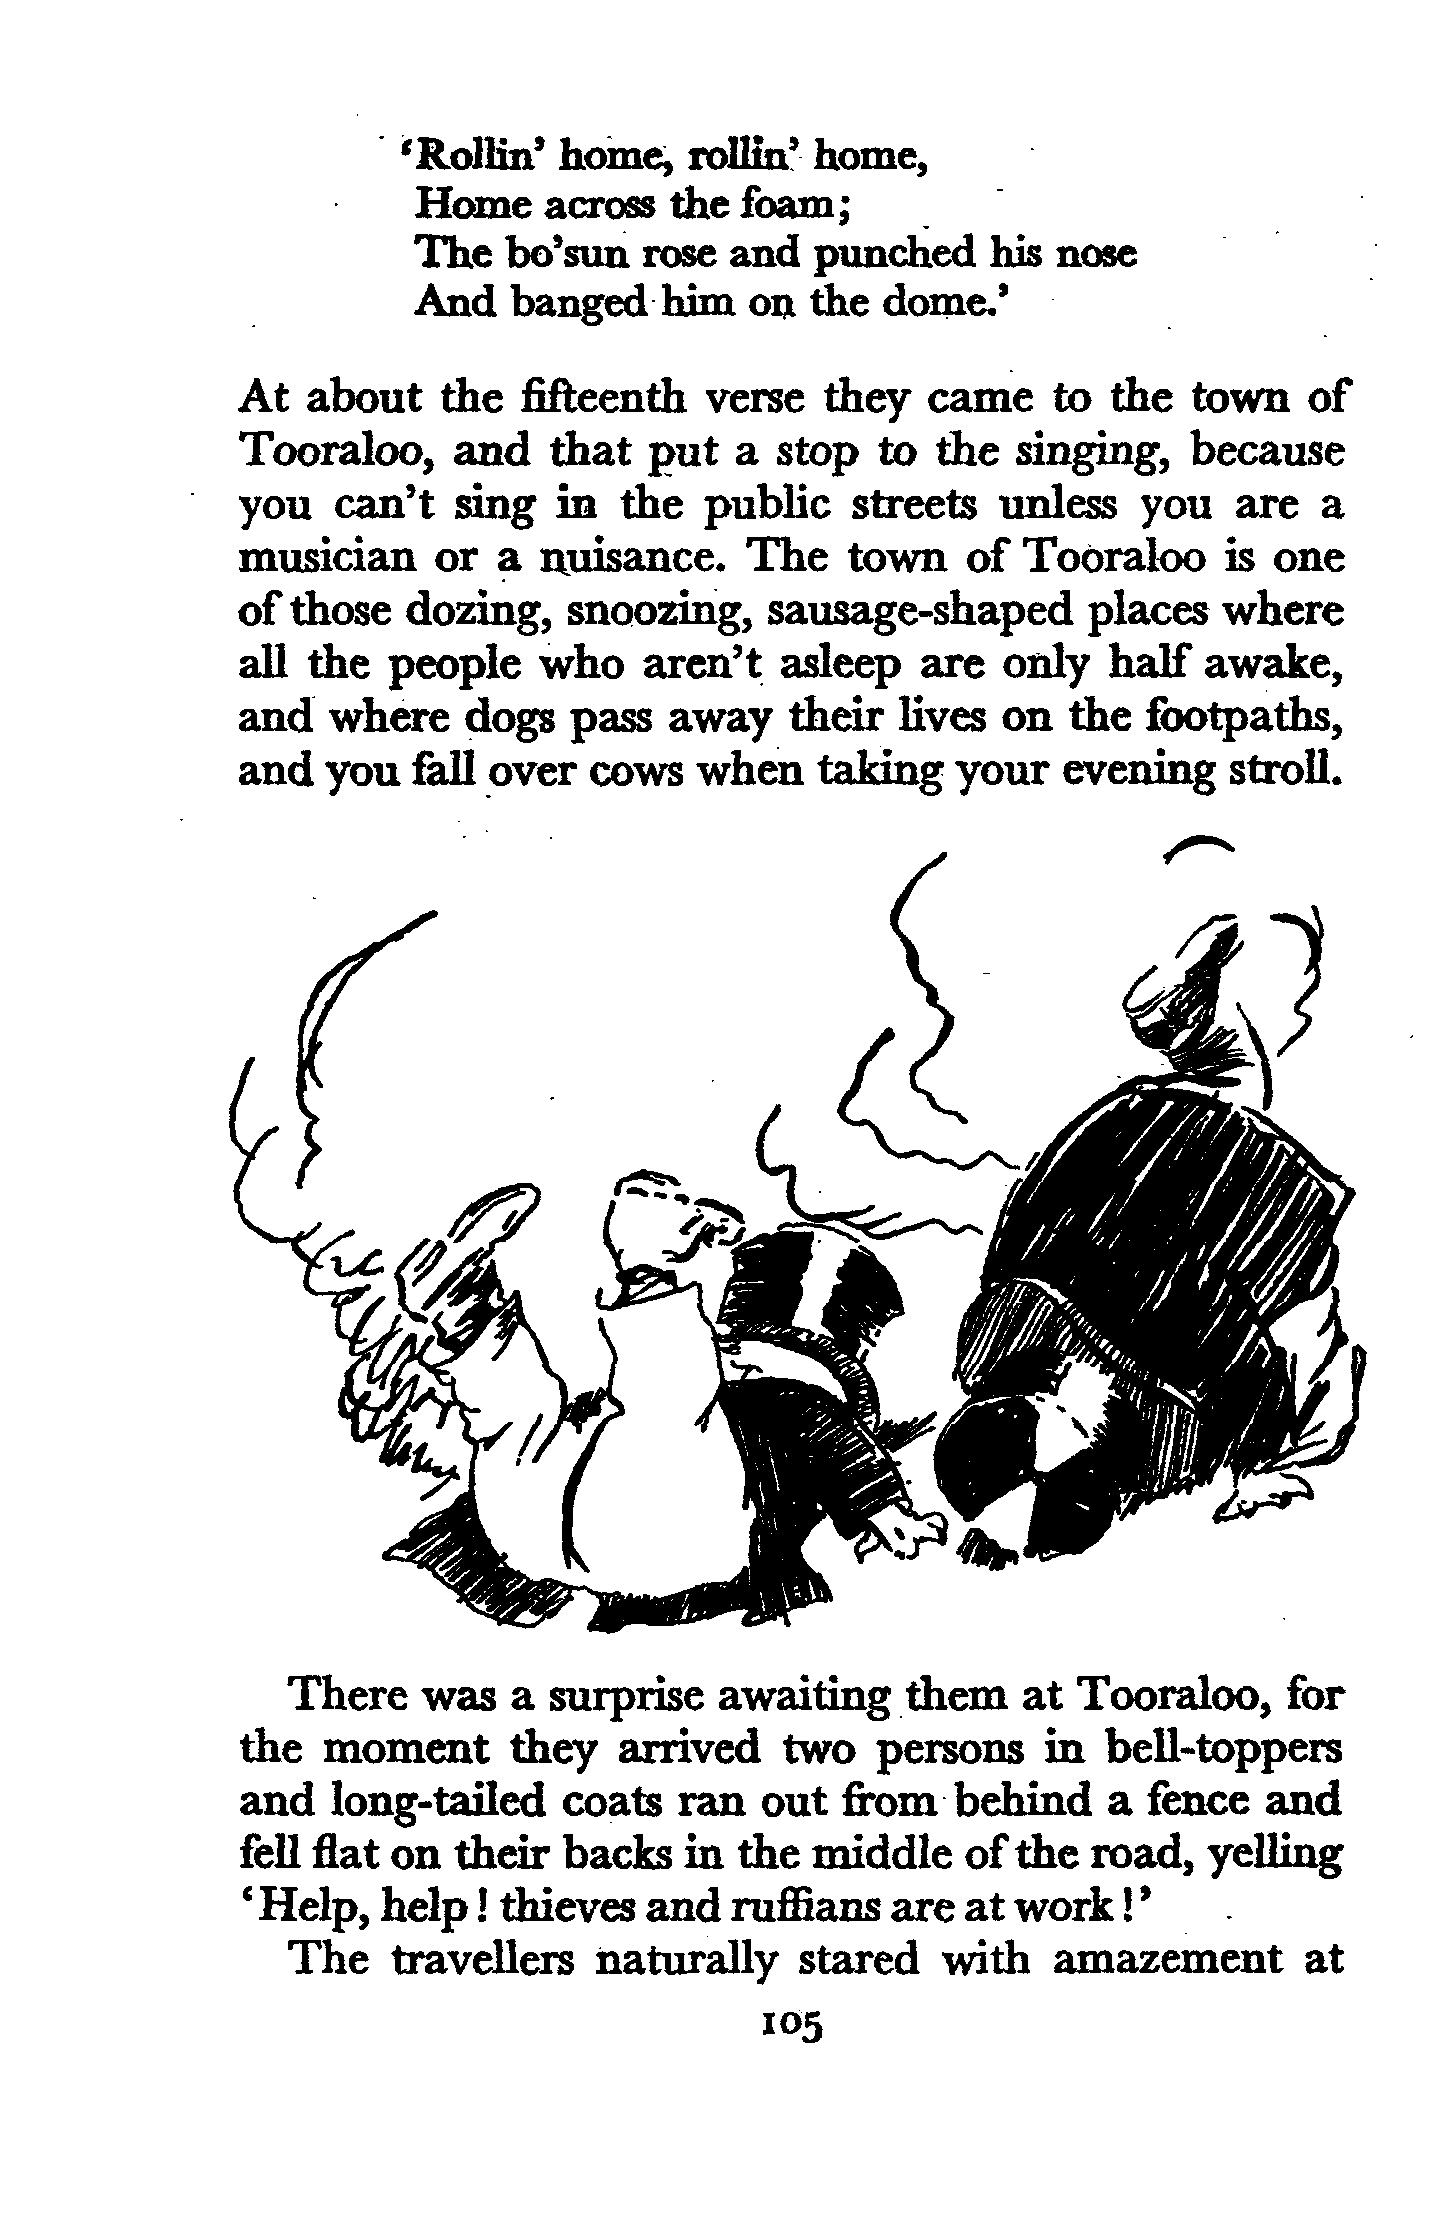 ‘Rollin’ home, rollin’ home,
Home across the foam;
The bo’sun rose and punched his nose
And banged him on the dome.’
At about the fifteenth verse they came to the town of
Tooraloo, and that put a stop to the singing, because
you can’t sing in the public streets unless you are a
musician or a nuisance. The town of Tooraloo is one
of those dozing, snoozing, sausage-shaped places where
all the people who aren’t asleep are only half awake,
and where dogs pass away their lives on the footpaths,
and you fall over cows when taking your evening stroll.
There was a surprise awaiting them at Tooraloo, for
the moment they arrived two persons in bell-toppers
and long-tailed coats ran out from behind a fence and
fell flat on their backs in the middle of the road, yelling
‘Help, help! thieves and ruffians are at work!’
The travellers naturally stared with amazement at
105